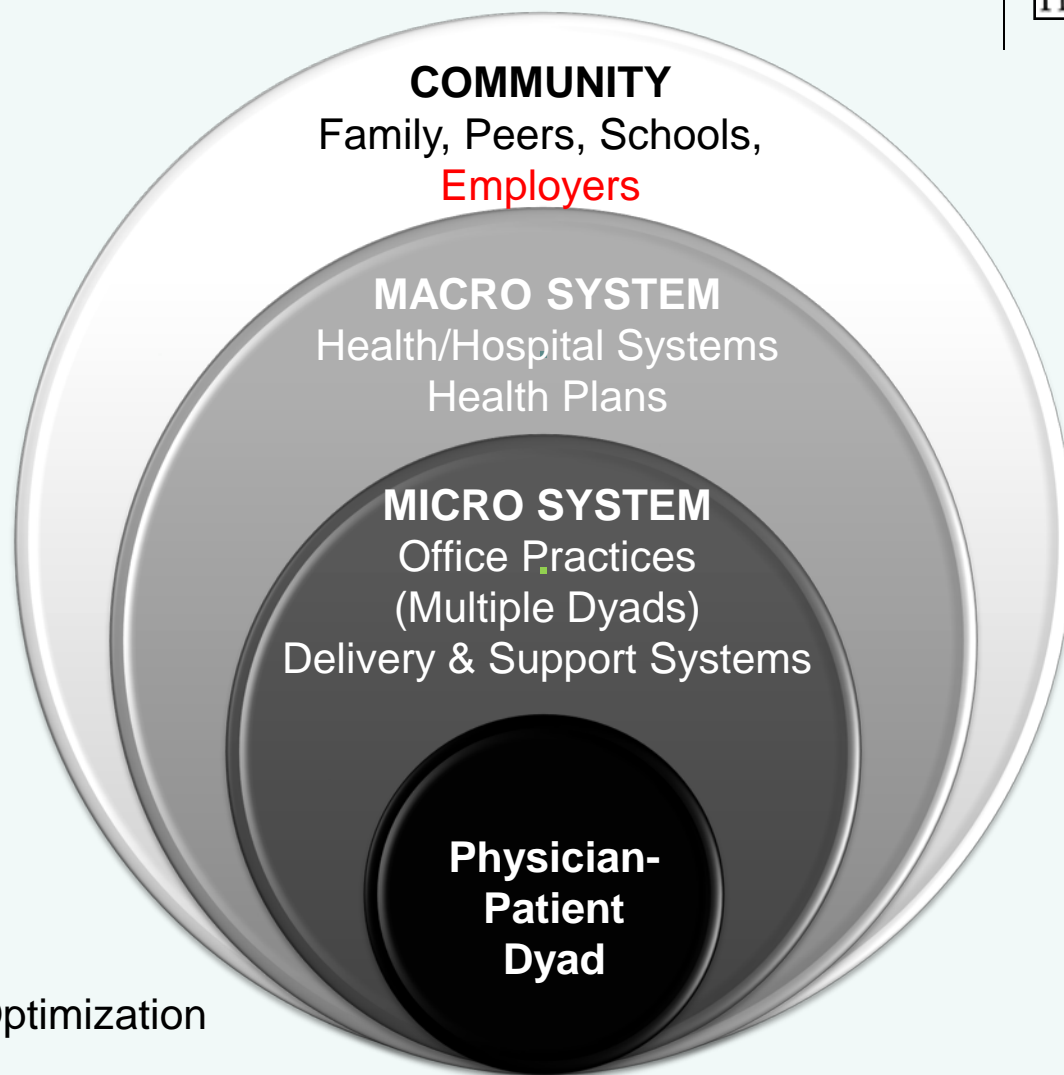 COMMUNITY
Family, Peers, Schools,
Employers
MACRO SYSTEM
Health/Hospital Systems
Health Plans
MICRO SYSTEM
Office Practices
(Multiple Dyads)
Delivery & Support Systems
Physician-
Patient
Dyad
Optimization